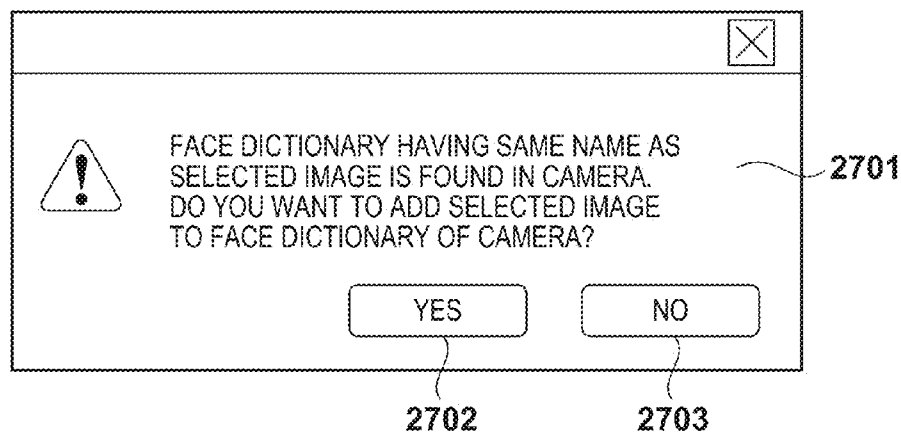 FACE DICTIONARY HAVING SAME NAME AS
SELECTED IMAGE IS FOUND IN CAMERA.
DO YOU WANT TO ADD SELECTED IMAGE
TO FACE DICTIONARY OF CAMERA?
2701
YES
NO
2702
2703